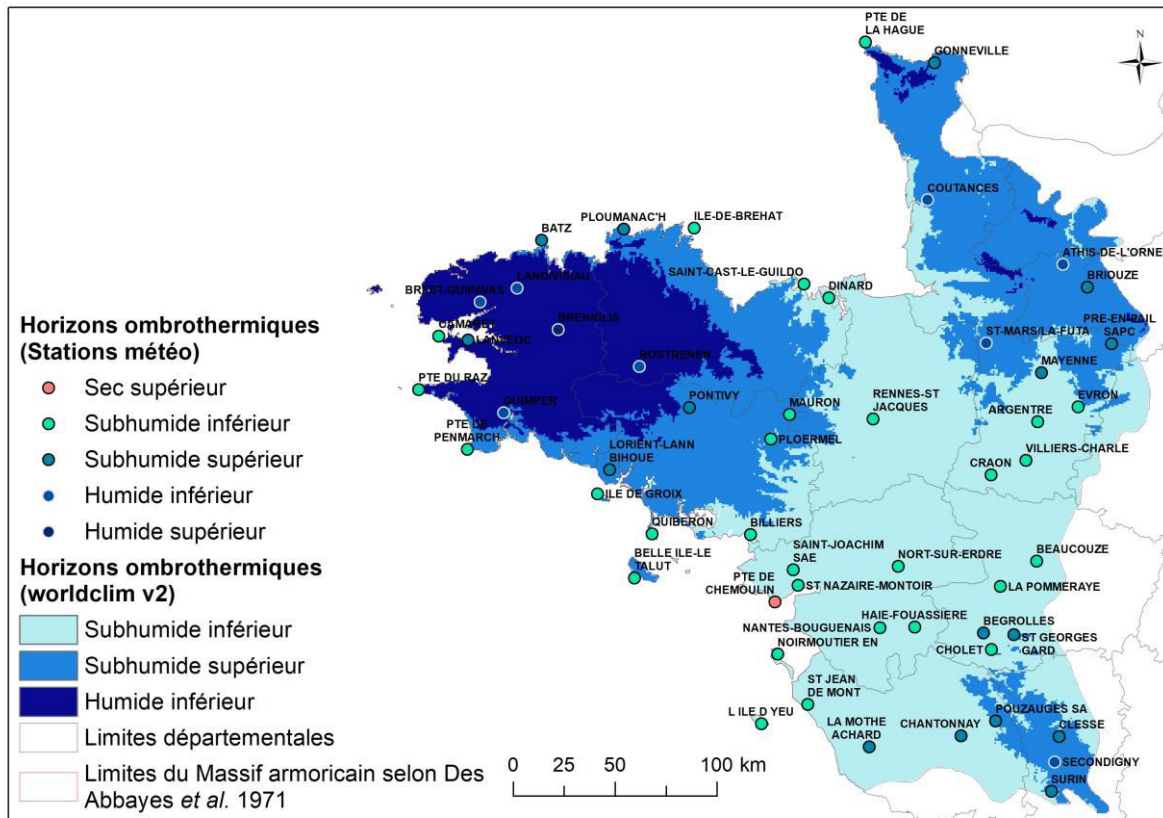 PTE DE
LA HAGUE
GONNEVILLE
N
COUTANCES
PLOUMANAC'H
ILE-DE-BREHAT
BATZ
ATHIS-DE-L'ORNE
SAINT-CAST-LE-GUILDO
LANDIVISIAU
BRIOUZE
DINARD
BREST-GUIPAVAS
PRE-EN-PAIL
SAPC
BRENNILIS
ST-MARS/LA-FUTA
CAMARET
LANVEOC
MAYENNE
ROSTRENEN
PTE DU RAZ
PONTIVY
RENNES-ST
JACQUES
EVRON
QUIMPER
MAURON
ARGENTRE
PTE DE
PENMARCH
PLOERMEL
LORIENT-LANN
BIHOUE
VILLIERS-CHARLE
CRAON
ILE DE GROIX
QUIBERON
BILLIERS
BELLE ILE-LE
TALUT
SAINT-JOACHIM
SAE
NORT-SUR-ERDRE
BEAUCOUZE
PTE DE
CHEMOULIN
ST NAZAIRE-MONTOIR
LA POMMERAYE
HAIE-FOUASSIÈRE
NANTES-BOUGUENAIS
BEGROLLES
ST GEORGES
GARD
NOIRMOUTIER EN
CHOLET
ST JEAN
DE MONT
L ILE D YEU
LA MOTHE
ACHARD
CHANTONNAY
POUZAUGES SA
CLESSE
SECONDIGNY
SURIN
Horizons ombrothermiques
(Stations météo)
Sec supérieur
Subhumide inférieur
Subhumide supérieur
Humide inférieur
Humide supérieur
Horizons ombrothermiques
(worldclim v2)
Subhumide inférieur
Subhumide supérieur
Humide inférieur
Limites départementales
Limites du Massif armoricain selon Des
Abbayes et al. 1971
0 25 50 100 km